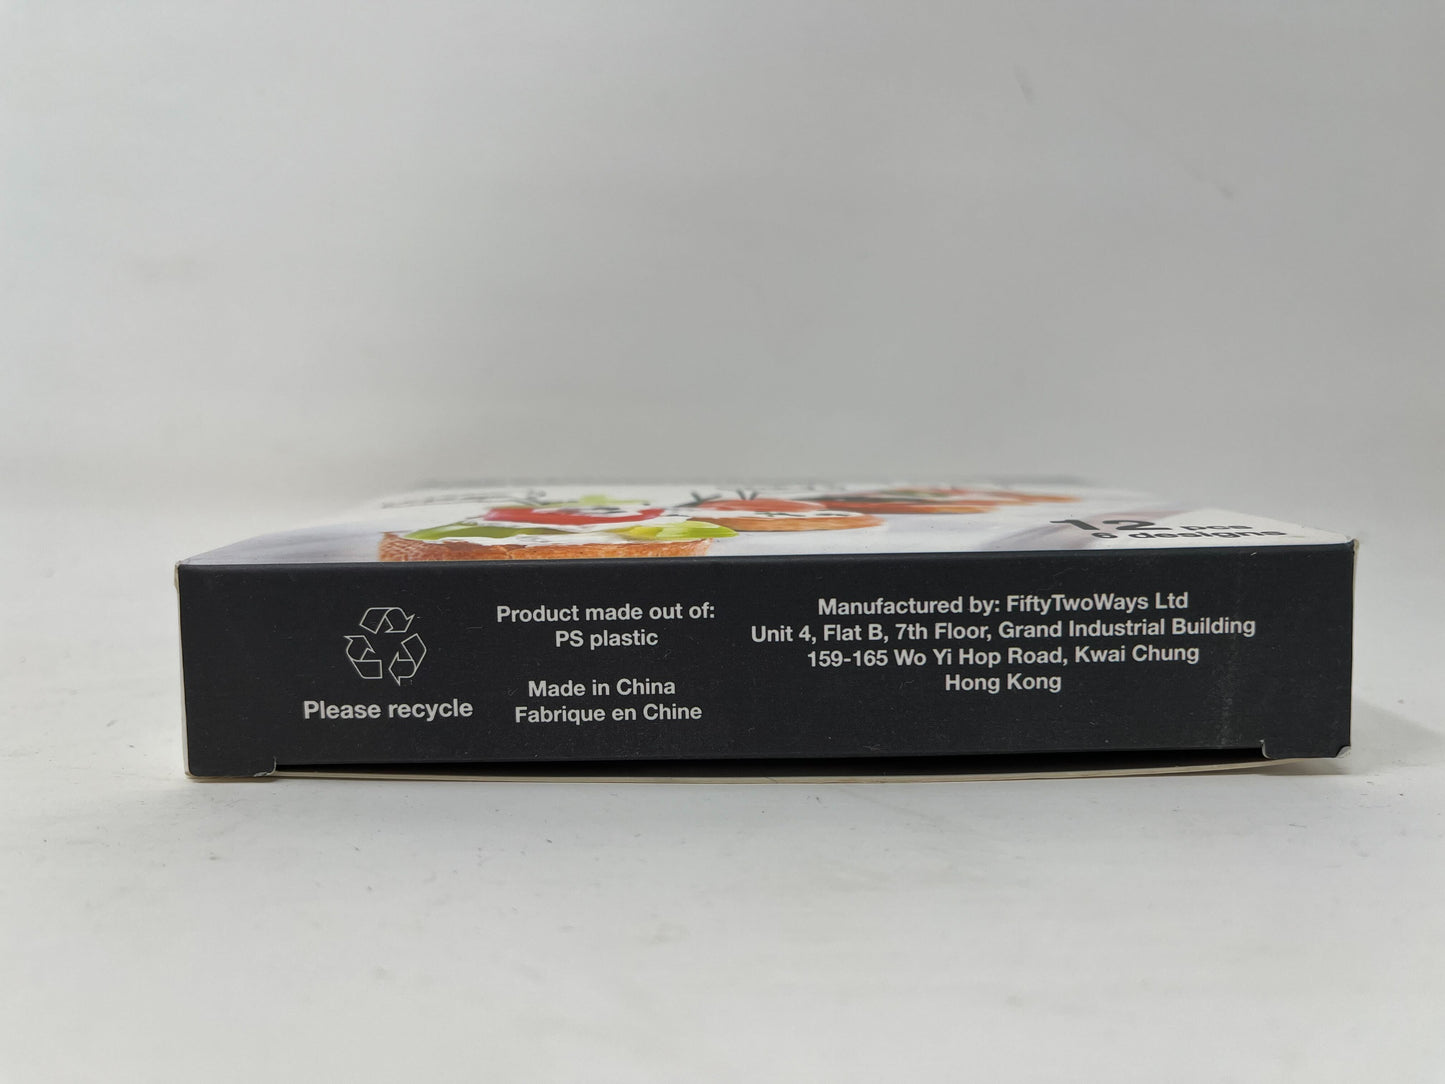 12 pcs
6 designs
Please recycle
Product made out of:
PS plastic
Made in China
Fabrique en Chine
Manufactured by: FiftyTwoWays Ltd
Unit 4, Flat B, 7th Floor, Grand Industrial Building
159-165 Wo Yi Hop Road, Kwai Chung
Hong Kong